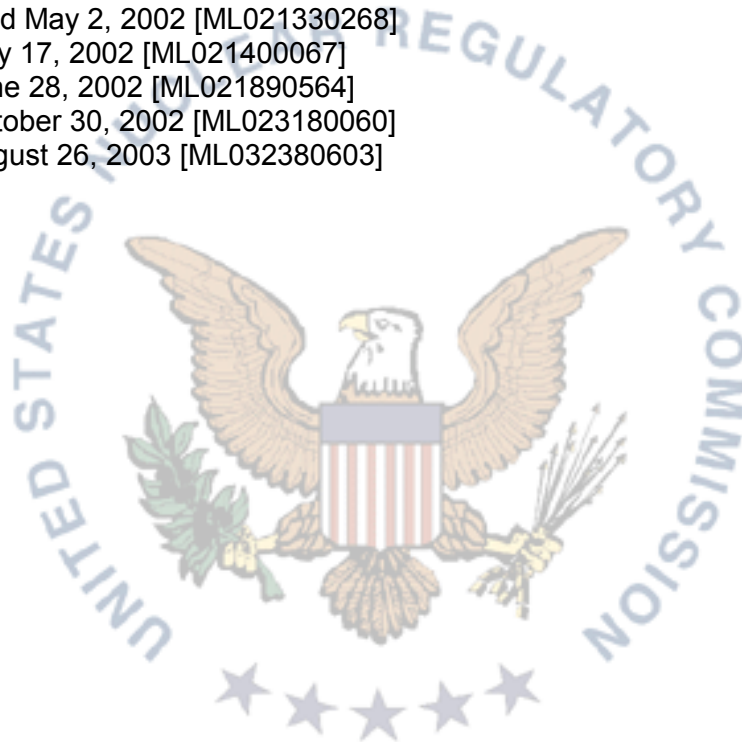 d May 2, 2002 [ML021330268]
y 17, 2002 [ML021400067]
ne 28, 2002 [ML021890564]
tober 30, 2002 [ML023180060]
gust 26, 2003 [ML032380603]
UNITED STATES NUCLEAR REGULATORY COMMISSION